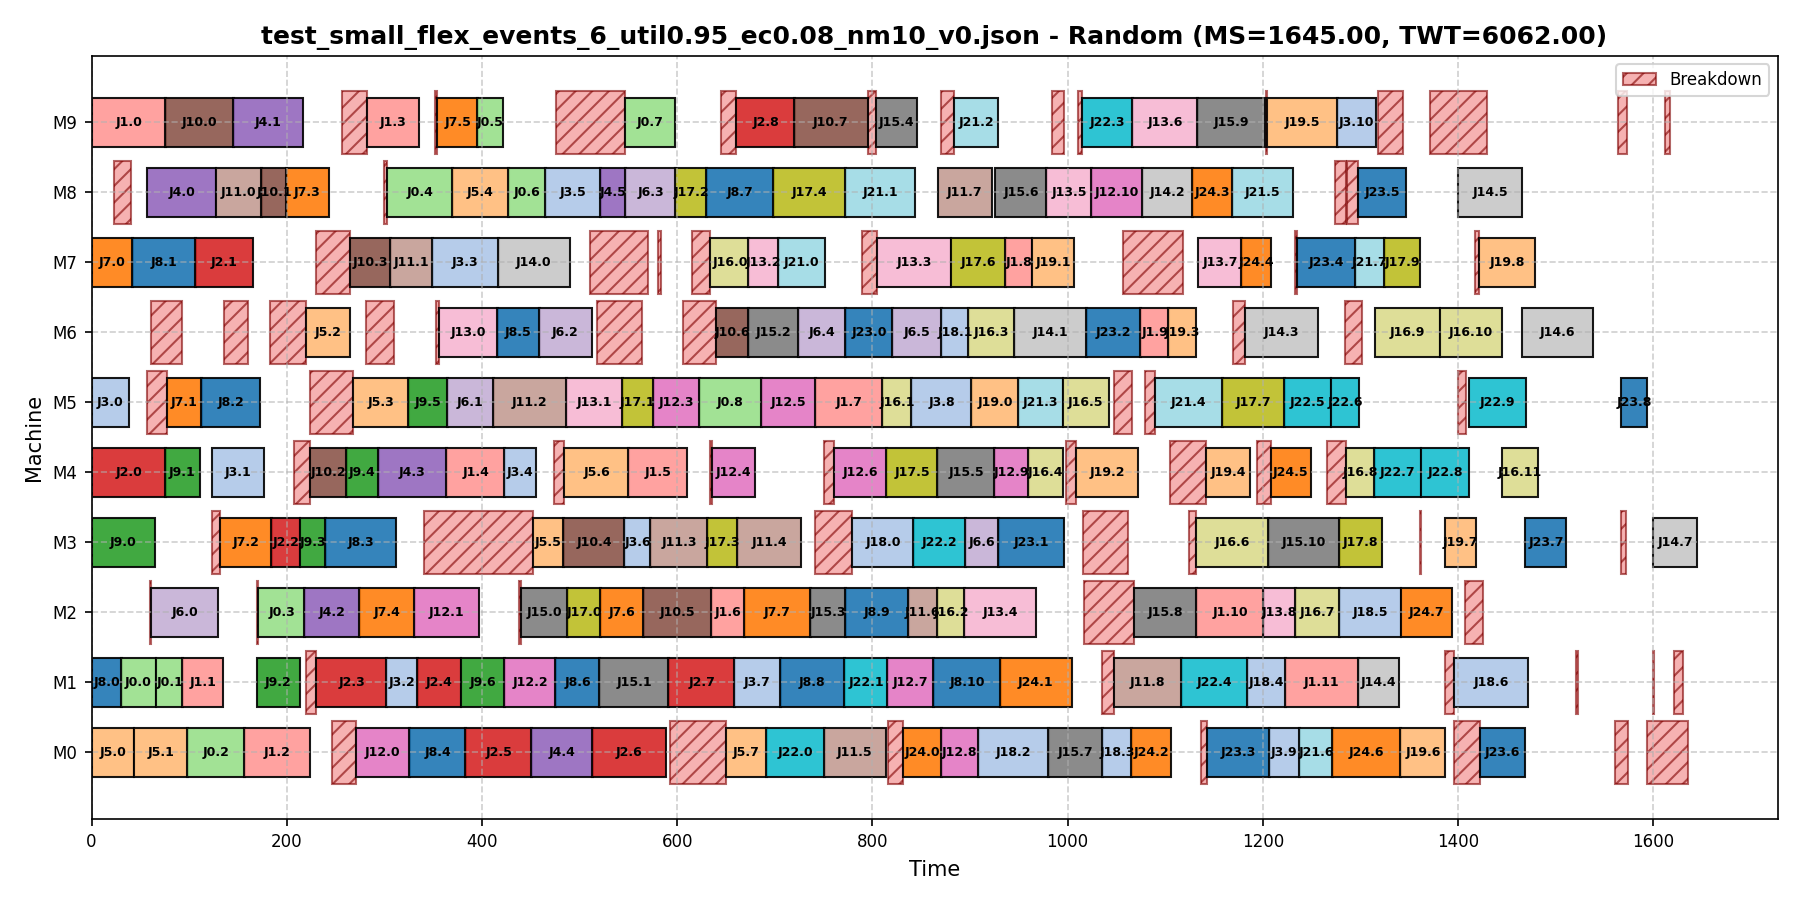 test_small_flex_events_6_util0.95_ec0.08_nm10_v0.json - Random (MS=1645.00, TWT=6062.00)
Breakdown
M9 J1.0 J10.0 J4.1 J1.3 J7.5 J0.5 J0.7 J2.8 J10.7 J15.4 J21.2 J22.3 J13.6 J15.9 J19.5 J3.10
M8 J4.0 J11.0 J10.1 J7.3 J0.4 J5.4 J0.6 J3.5 J4.5 J6.3 J17.2 J8.7 J17.4 J21.1 J11.7 J15.6 J13.5 J12.10 J14.2 J24.3 J21.5 J23.5 J14.5
M7 J7.0 J8.1 J2.1 J10.3 J11.1 J3.3 J14.0 J16.0 J13.2 J21.0 J13.3 J17.6 J1.8 J19.1 J13.7 J24.4 J23.4 J21.7 J17.9 J19.8
M6 J5.2 J13.0 J8.5 J6.2 J10.6 J15.2 J6.4 J23.0 J6.5 J18.1 J16.3 J14.1 J23.2 J1.9 J19.3 J14.3 J16.9 J16.10 J14.6
M5 J3.0 J7.1 J8.2 J5.3 J9.5 J6.1 J11.2 J13.1 J17.1 J12.3 J0.8 J12.5 J1.7 J16.1 J3.8 J19.0 J21.3 J16.5 J21.4 J17.7 J22.5 J22.6 J22.9 J23.8
M4 J2.0 J9.1 J3.1 J10.2 J9.4 J4.3 J1.4 J3.4 J5.6 J1.5 J12.4 J12.6 J17.5 J15.5 J12.9 J16.4 J19.2 J19.4 J24.5 J16.8 J22.7 J22.8 J16.11
M3 J9.0 J7.2 J2.2 J9.3 J8.3 J5.5 J10.4 J3.6 J11.3 J17.3 J11.4 J18.0 J22.2 J6.6 J23.1 J16.6 J15.10 J17.8 J19.7 J23.7 J14.7
M2 J6.0 J0.3 J4.2 J7.4 J12.1 J15.0 J17.0 J7.6 J10.5 J1.6 J7.7 J15.3 J8.9 J11.6 J16.2 J13.4 J15.8 J1.10 J13.8 J16.7 J18.5 J24.7
M1 J8.0 J0.0 J0.1 J1.1 J9.2 J2.3 J3.2 J2.4 J9.6 J12.2 J8.6 J15.1 J2.7 J3.7 J8.8 J22.1 J12.7 J8.10 J24.1 J11.8 J22.4 J18.4 J1.11 J14.4 J18.6
M0 J5.0 J5.1 J0.2 J1.2 J12.0 J8.4 J2.5 J4.4 J2.6 J5.7 J22.0 J11.5 J24.0 J12.8 J18.2 J15.7 J18.3 J24.2 J23.3 J3.9 J21.6 J24.6 J19.6 J23.6
0 200 400 600 800 1000 1200 1400 1600
Time
Machine